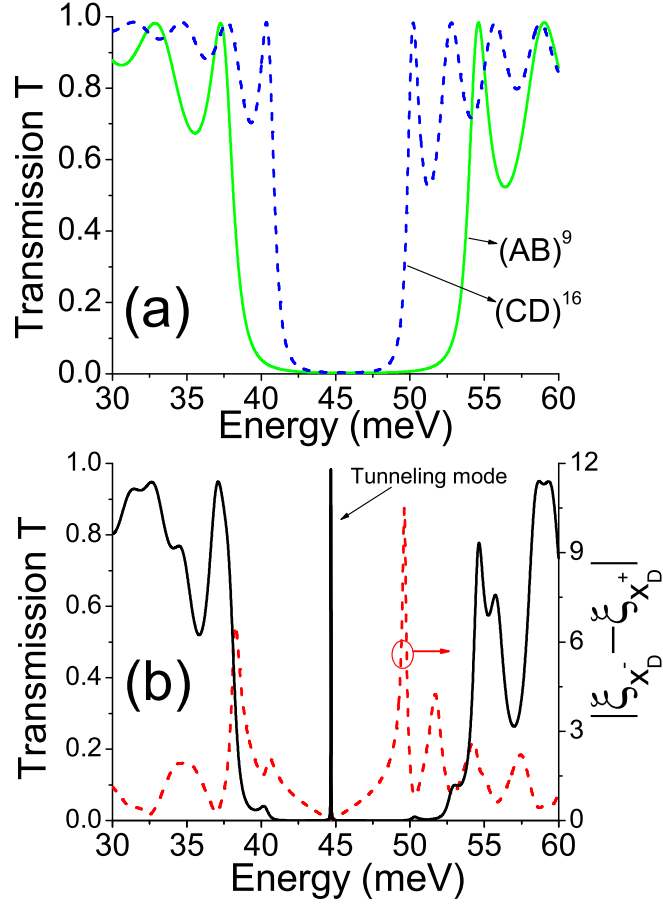 1.0
0.8
0.6
0.4
0.2
0.0
Transmission T
(a)
(AB)⁹
(CD)¹⁶
30 35 40 45 50 55 60
Energy (meV)
1.0
0.8
0.6
0.4
0.2
0.0
Transmission T
(b)
Tunneling mode
12
9
6
3
0
|ξ_{X_D^-} − ξ_{X_D^+}|
30 35 40 45 50 55 60
Energy (meV)